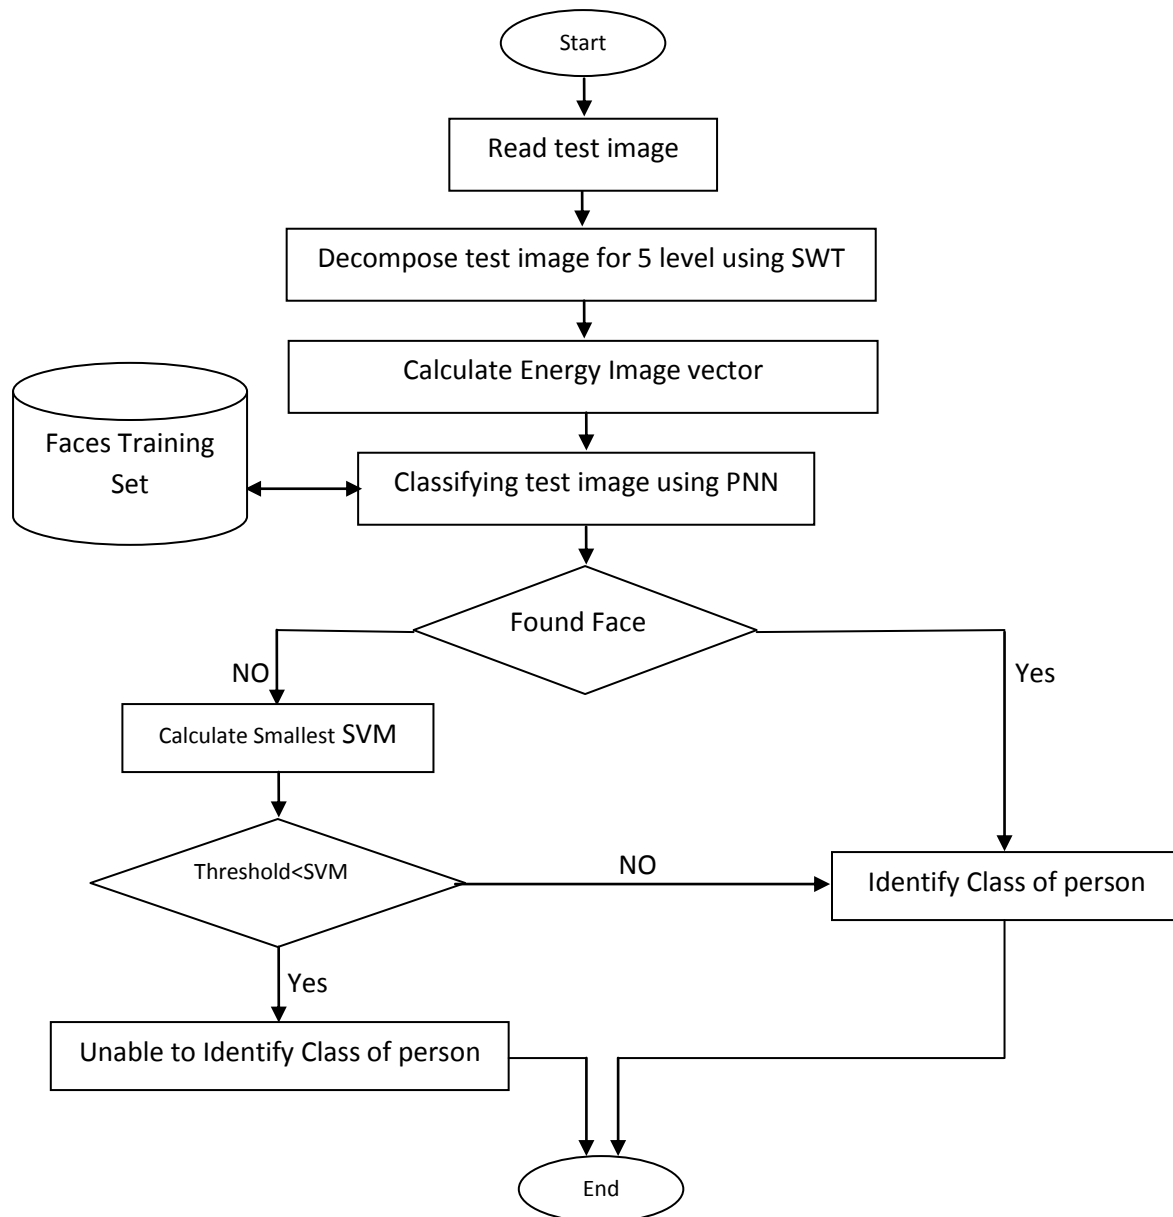 Start
Read test image
Decompose test image for 5 level using SWT
Calculate Energy Image vector
Faces Training
Set
Classifying test image using PNN
Found Face
NO
Yes
Calculate Smallest SVM
Threshold<SVM
NO
Identify Class of person
Yes
Unable to Identify Class of person
End